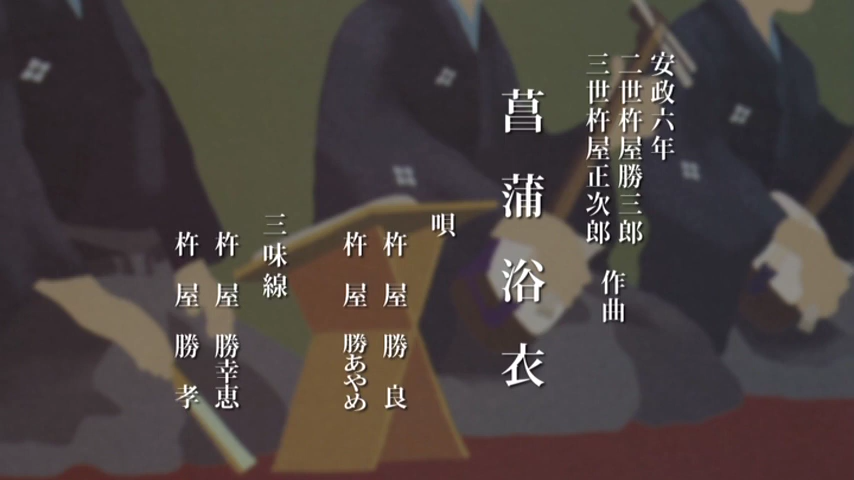 安政六年
二世杵屋勝三郎
三世杵屋正次郎
作曲
菖蒲浴衣
唄
杵屋勝良
杵屋勝あやめ
三味線
杵屋勝幸恵
杵屋勝孝